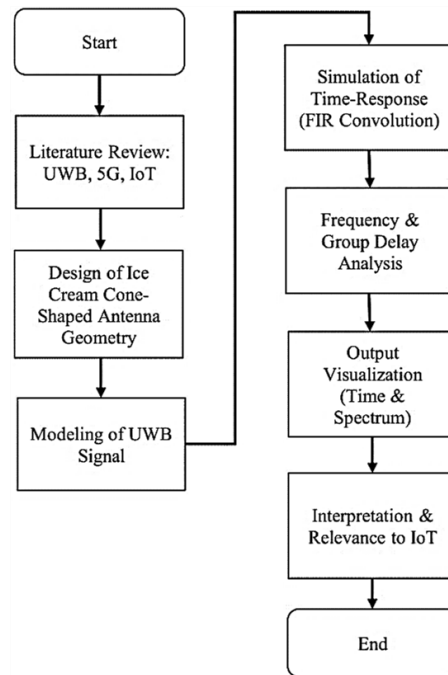 Start
Literature Review:
UWB, 5G, IoT
Design of Ice
Cream Cone-
Shaped Antenna
Geometry
Modeling of UWB
Signal
Simulation of
Time-Response
(FIR Convolution)
Frequency &
Group Delay
Analysis
Output
Visualization
(Time &
Spectrum)
Interpretation &
Relevance to IoT
End